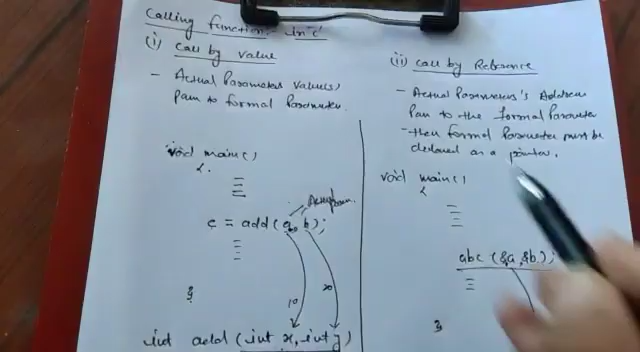 Calling function:- in 'c'
(i) Call by Value
- Actual Parameter values,
Pass to formal Parameter.
void main()
{
c = add(a, b);
10
20
}
int add (int x, int y)
(ii) Call by Reference
- Actual Parameter's Address
Pass to the formal Parameter
- then formal Parameter must be
declared as a pointer.
void main()
{
abc (&a, &b);
}